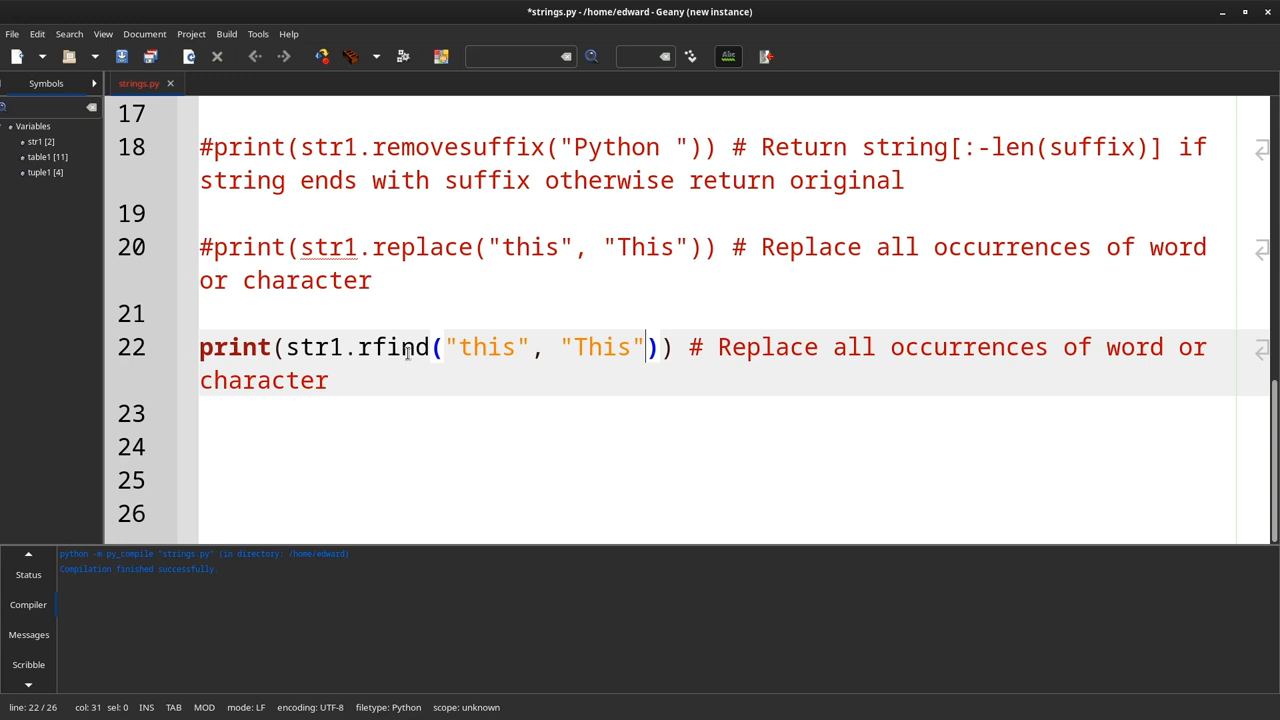 *strings.py - /home/edward - Geany (new instance)
File Edit Search View Document Project Build Tools Help
Abc
Symbols
strings.py
Variables
str1 [2]
table1 [11]
tuple1 [4]
17
18 #print(str1.removesuffix("Python ")) # Return string[:-len(suffix)] if
string ends with suffix otherwise return original
19
20 #print(str1.replace("this", "This")) # Replace all occurrences of word
or character
21
22 print(str1.rfind("this", "This")) # Replace all occurrences of word or
character
23
24
25
26
Status
Compiler
Messages
Scribble
python -m py_compile "strings.py" (in directory: /home/edward)
Compilation finished successfully.
line: 22 / 26 col: 31 sel: 0 INS TAB MOD mode: LF encoding: UTF-8 filetype: Python scope: unknown